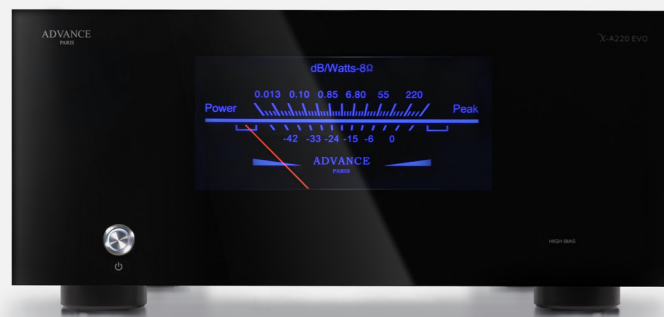 ADVANCE
PARIS
X-A220 EVO
dB/Watts-8Ω
0.013 0.10 0.85 6.80 55 220
Power
Peak
-42 -33 -24 -15 -6 0
ADVANCE
PARIS
HIGH BIAS